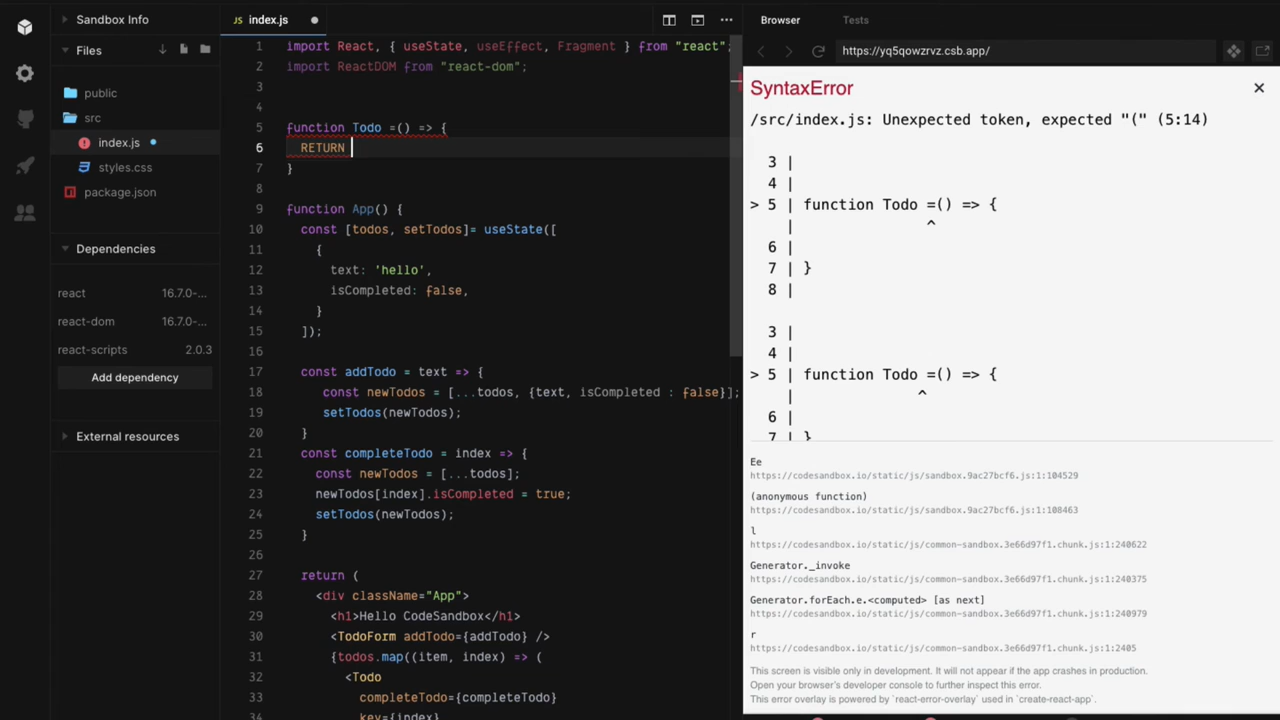 Sandbox Info
Files
public
src
index.js
styles.css
package.json
Dependencies
react 16.7.0-...
react-dom 16.7.0-...
react-scripts 2.0.3
Add dependency
External resources
JS index.js
1 import React, { useState, useEffect, Fragment } from "react";
2 import ReactDOM from "react-dom";
3
4
5 function Todo =() => {
6 RETURN
7 }
8
9 function App() {
10 const [todos, setTodos]= useState([
11 {
12 text: 'hello',
13 isCompleted: false,
14 }
15 ]);
16
17 const addTodo = text => {
18 const newTodos = [...todos, {text, isCompleted : false}];
19 setTodos(newTodos);
20 }
21 const completeTodo = index => {
22 const newTodos = [...todos];
23 newTodos[index].isCompleted = true;
24 setTodos(newTodos);
25 }
26
27 return (
28 <div className="App">
29 <h1>Hello CodeSandbox</h1>
30 <TodoForm addTodo={addTodo} />
31 {todos.map((item, index) => (
32 <Todo
33 completeTodo={completeTodo}
34 key={index}
Browser Tests
https://yq5qowzrvz.csb.app/
SyntaxError
/src/index.js: Unexpected token, expected "(" (5:14)
3 |
4 |
> 5 | function Todo =() => {
| ^
6 |
7 | }
8 |
3 |
4 |
> 5 | function Todo =() => {
| ^
6 |
7 | }
Ee
https://codesandbox.io/static/js/sandbox.9ac27bcf6.js:1:104529
(anonymous function)
https://codesandbox.io/static/js/sandbox.9ac27bcf6.js:1:108463
l
https://codesandbox.io/static/js/common-sandbox.3e66d97f1.chunk.js:1:240622
Generator._invoke
https://codesandbox.io/static/js/common-sandbox.3e66d97f1.chunk.js:1:240375
Generator.forEach.e.<computed> [as next]
https://codesandbox.io/static/js/common-sandbox.3e66d97f1.chunk.js:1:240979
r
https://codesandbox.io/static/js/common-sandbox.3e66d97f1.chunk.js:1:2405
This screen is visible only in development. It will not appear if the app crashes in production.
Open your browser's developer console to further inspect this error.
This error overlay is powered by `react-error-overlay` used in `create-react-app`.